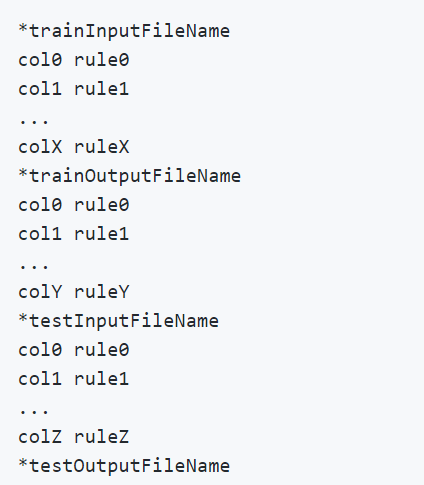 *trainInputFileName
col0 rule0
col1 rule1
...
colX ruleX
*trainOutputFileName
col0 rule0
col1 rule1
...
colY ruleY
*testInputFileName
col0 rule0
col1 rule1
...
colZ ruleZ
*testOutputFileName